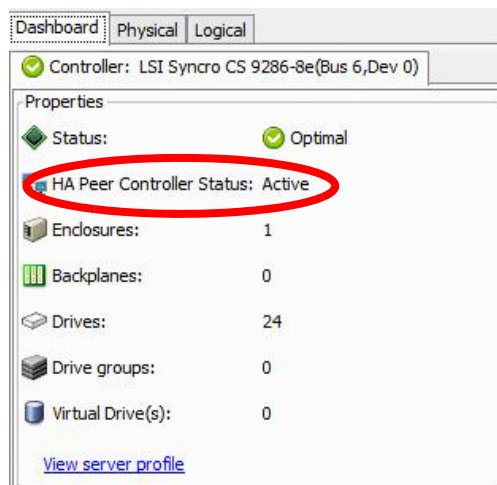 Dashboard Physical Logical
Controller: LSI Syncro CS 9286-8e(Bus 6,Dev 0)
Properties
Status: Optimal
HA Peer Controller Status: Active
Enclosures: 1
Backplanes: 0
Drives: 24
Drive groups: 0
Virtual Drive(s): 0
View server profile